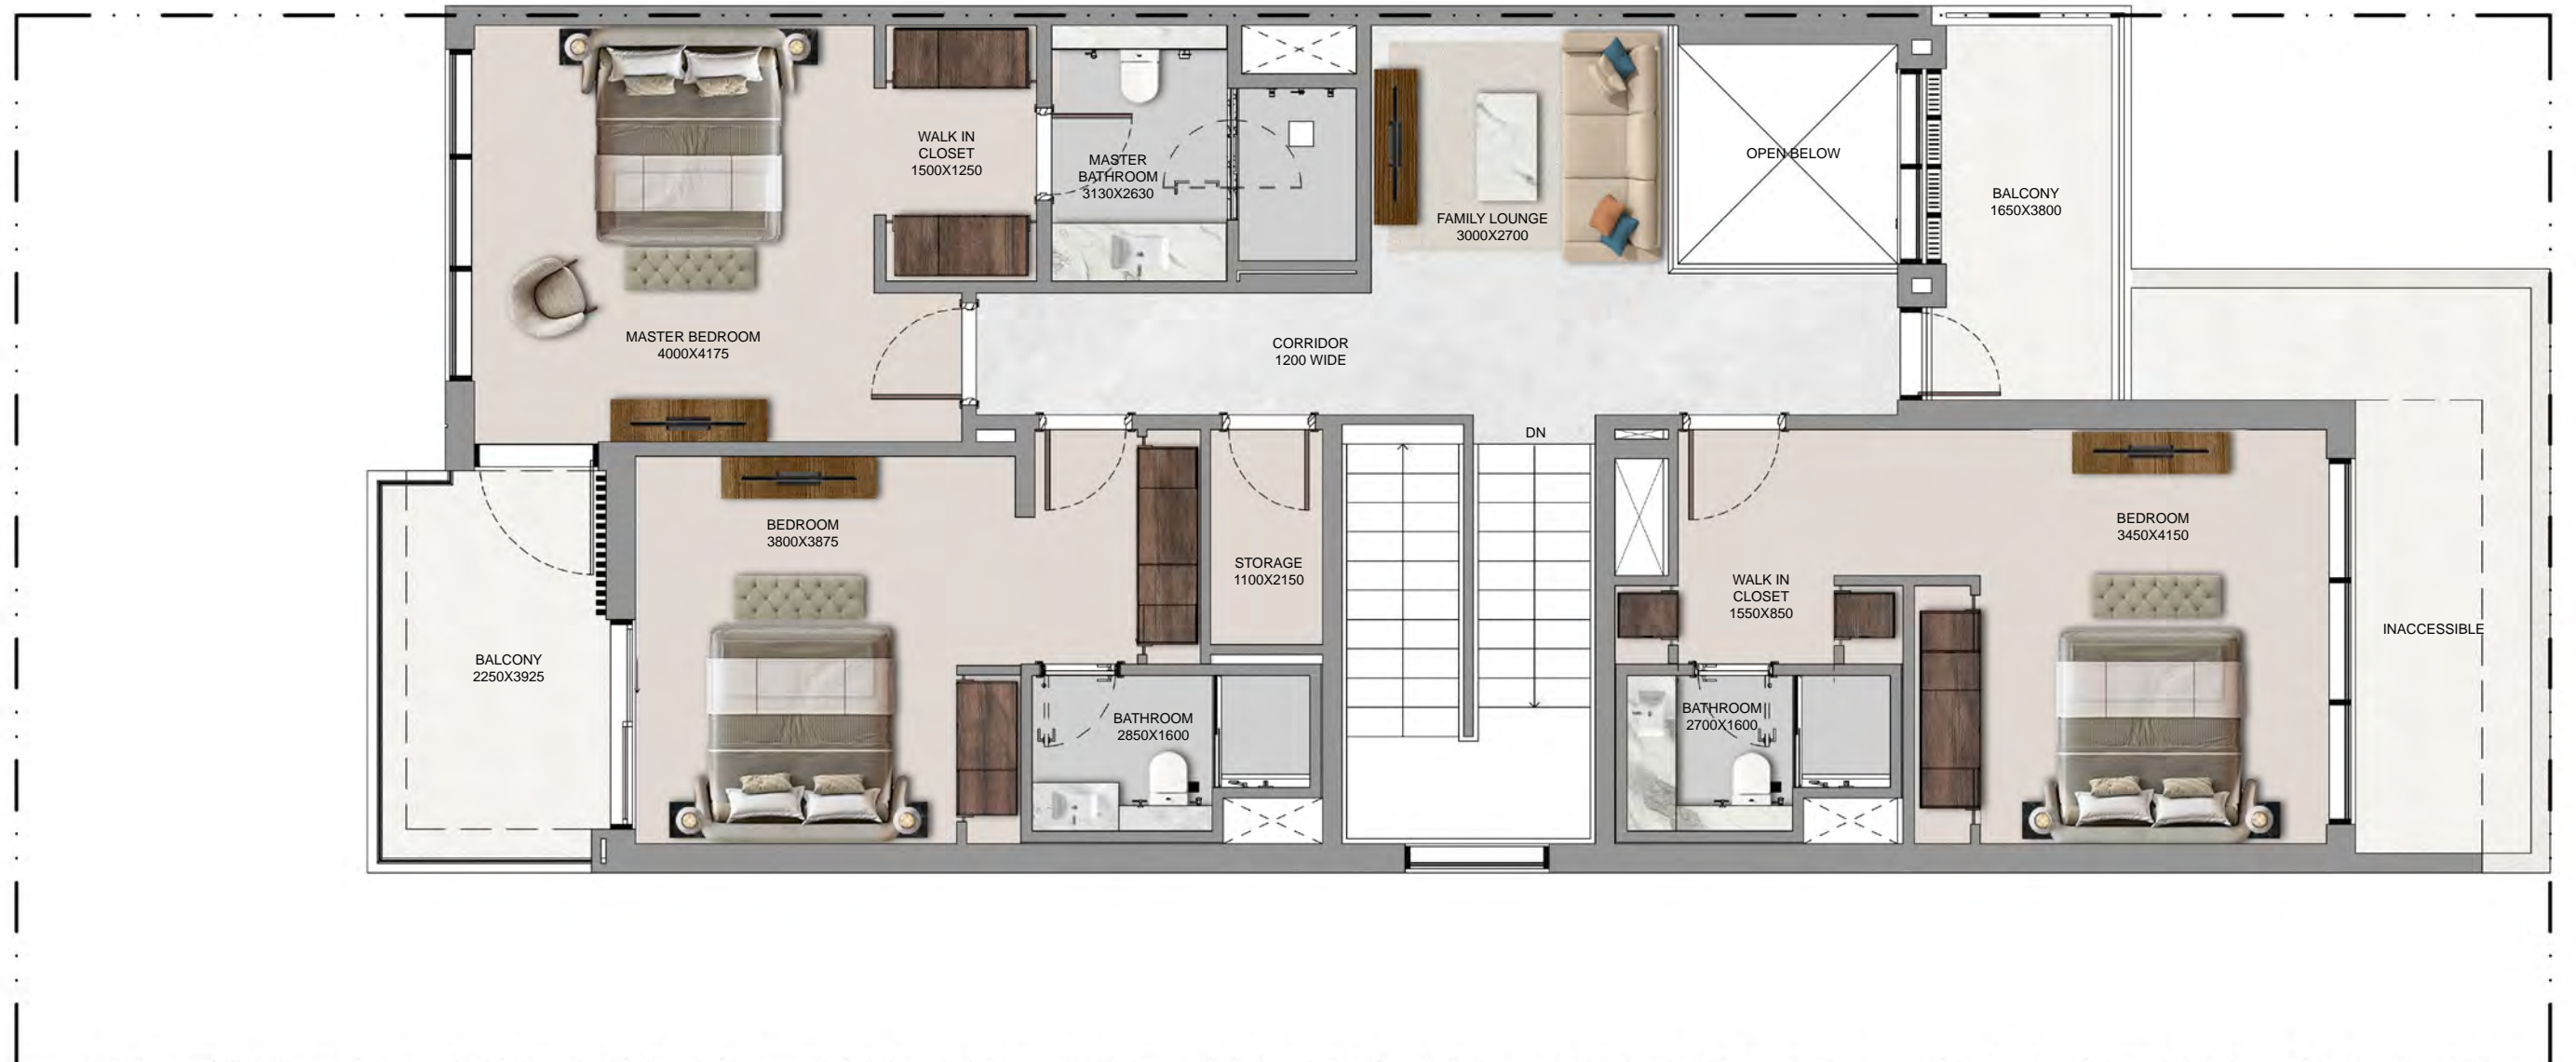 WALK IN
CLOSET
1500X1250
MASTER
BATHROOM
3130X2630
FAMILY LOUNGE
3000X2700
OPEN BELOW
BALCONY
1650X3800
MASTER BEDROOM
4000X4175
CORRIDOR
1200 WIDE
DN
BEDROOM
3800X3875
STORAGE
1100X2150
WALK IN
CLOSET
1550X850
BEDROOM
3450X4150
INACCESSIBLE
BALCONY
2250X3925
BATHROOM
2850X1600
BATHROOM
2700X1600